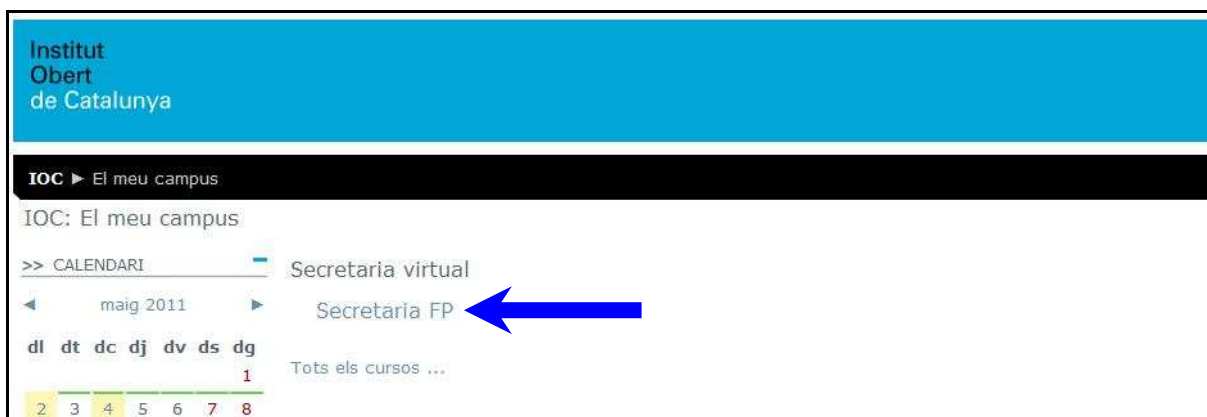 Institut
Obert
de Catalunya
IOC ► El meu campus
IOC: El meu campus
>> CALENDARI
◄ maig 2011 ►
dl dt dc dj dv ds dg
1
2 3 4 5 6 7 8
Secretaria virtual
Secretaria FP
Tots els cursos ...